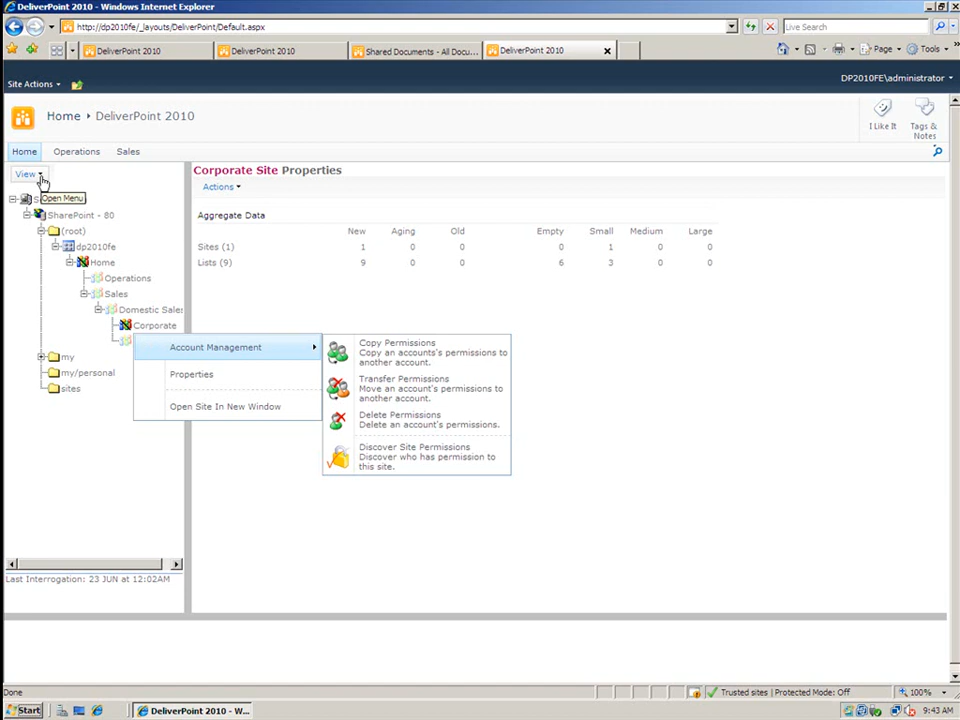 DeliverPoint 2010 - Windows Internet Explorer
http://dp2010fe/_layouts/DeliverPoint/Default.aspx
Live Search
DeliverPoint 2010
DeliverPoint 2010
Shared Documents - All Docu...
DeliverPoint 2010
Page
Tools
Site Actions
DP2010FE\administrator
Home
DeliverPoint 2010
I Like It
Tags &
Notes
Home
Operations
Sales
View
Open Menu
Corporate Site Properties
Actions
SharePoint - 80
(root)
dp2010fe
Home
Operations
Sales
Domestic Sales
Corporate
my
my/personal
sites
Aggregate Data
New Aging Old Empty Small Medium Large
Sites (1) 1 0 0 0 1 0 0
Lists (9) 9 0 0 6 3 0 0
Account Management
Properties
Open Site In New Window
Copy Permissions
Copy an accounts's permissions to
another account.
Transfer Permissions
Move an account's permissions to
another account.
Delete Permissions
Delete an account's permissions.
Discover Site Permissions
Discover who has permission to
this site.
Last Interrogation: 23 JUN at 12:02AM
Done
Trusted sites | Protected Mode: Off
100%
Start
DeliverPoint 2010 - W...
9:43 AM